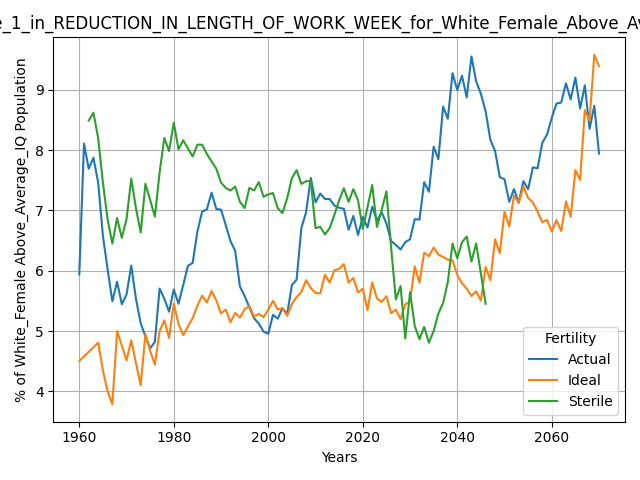 _1_in_REDUCTION_IN_LENGTH_OF_WORK_WEEK_for_White_Female_Above_A
% of White_Female Above_Average_IQ Population
9
8
7
6
5
4
1960
1980
2000
2020
2040
2060
Years
Fertility
Actual
Ideal
Sterile